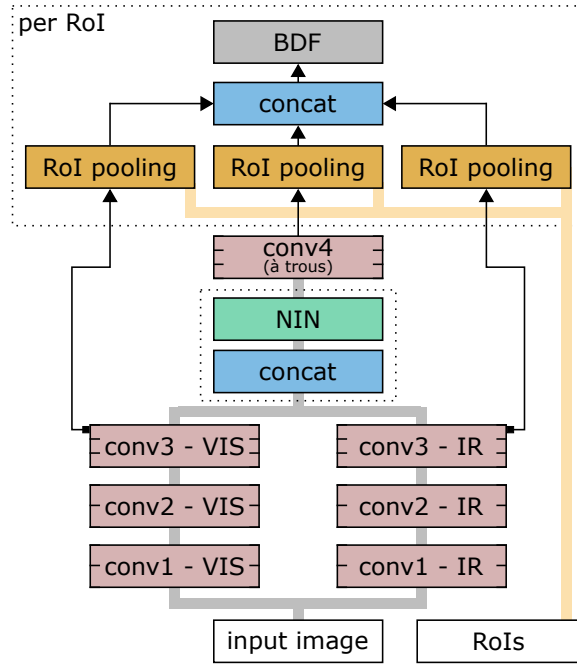 per RoI
BDF
concat
RoI pooling
RoI pooling
RoI pooling
conv4
(à trous)
NIN
concat
conv3 - VIS
conv3 - IR
conv2 - VIS
conv2 - IR
conv1 - VIS
conv1 - IR
input image
RoIs